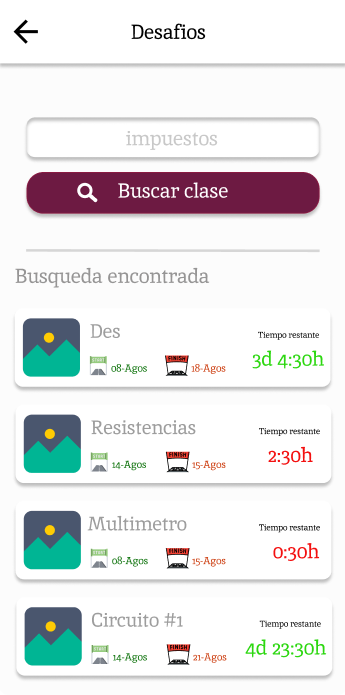 Desafios
impuestos
Buscar clase
Busqueda encontrada
Des
Tiempo restante
START 08-Agos FINISH 18-Agos 3d 4:30h
Resistencias
Tiempo restante
START 14-Agos FINISH 15-Agos 2:30h
Multimetro
Tiempo restante
START 08-Agos FINISH 15-Agos 0:30h
Circuito #1
Tiempo restante
START 14-Agos FINISH 21-Agos 4d 23:30h